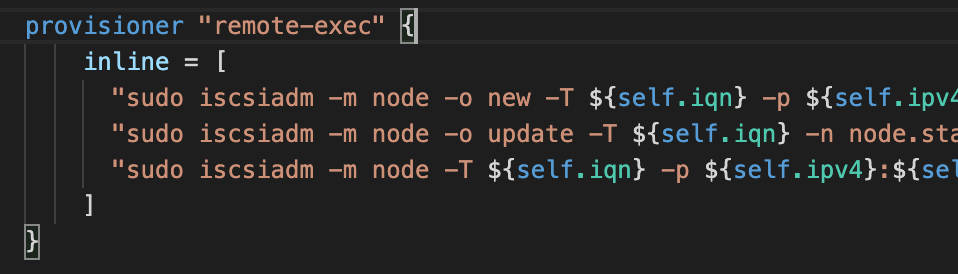 provisioner "remote-exec" {
inline = [
"sudo iscsiadm -m node -o new -T ${self.iqn} -p ${self.ipv4
"sudo iscsiadm -m node -o update -T ${self.iqn} -n node.sta
"sudo iscsiadm -m node -T ${self.iqn} -p ${self.ipv4}:${sel
]
}